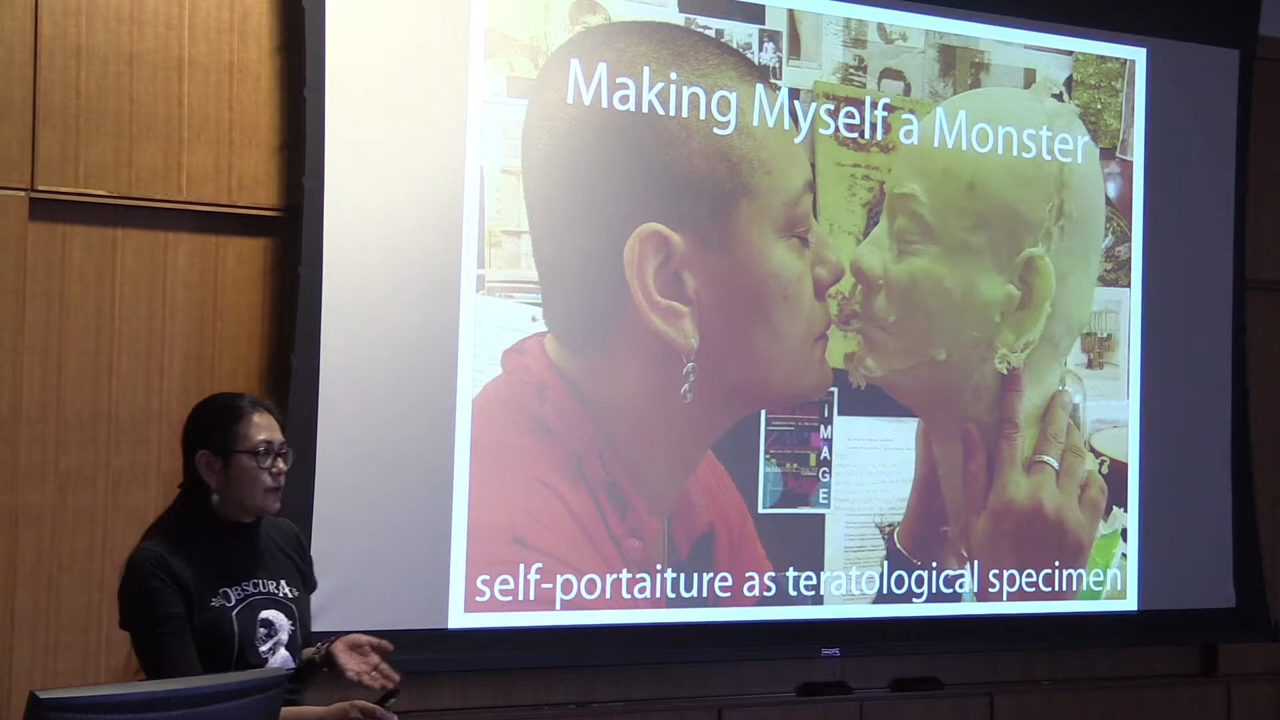 Making Myself a Monster
IMAGE
self-portaiture as teratological specimen
OBSCURA